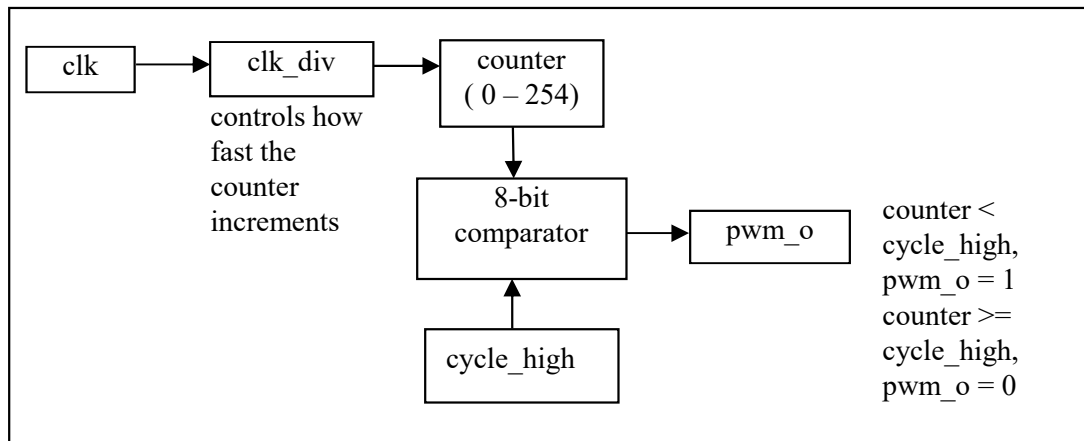 clk
clk_div
controls how
fast the
counter
increments
counter
( 0 – 254)
8-bit
comparator
cycle_high
pwm_o
counter <
cycle_high,
pwm_o = 1
counter >=
cycle_high,
pwm_o = 0